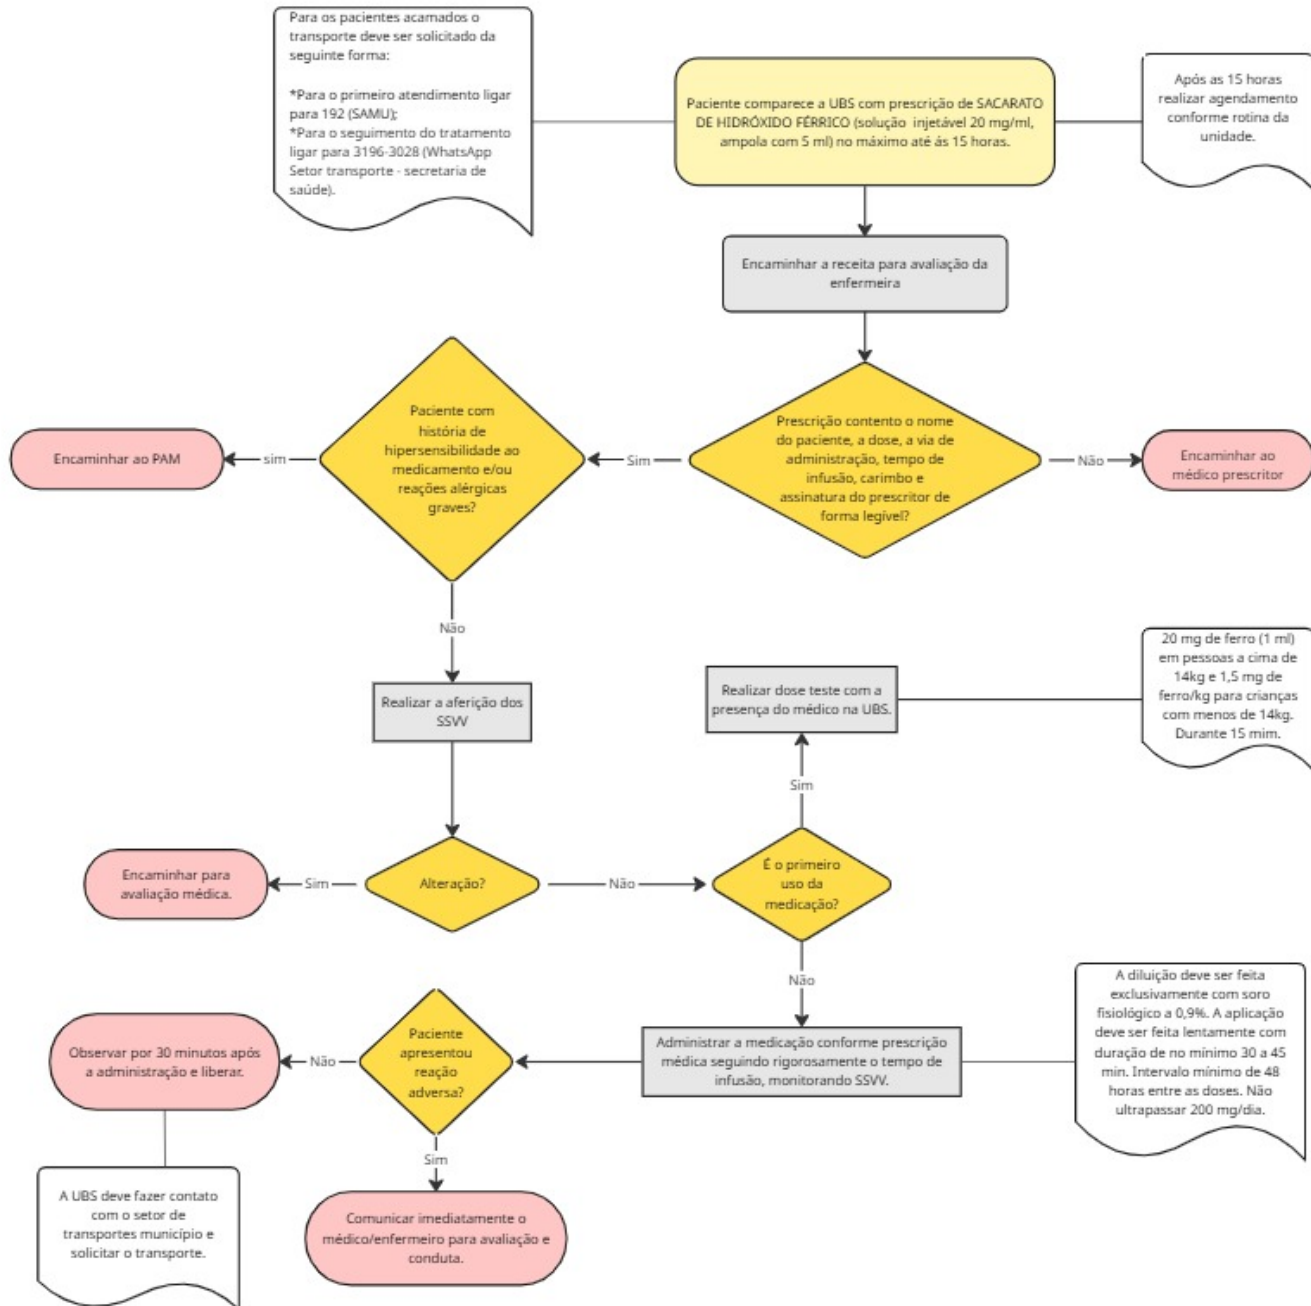 Para os pacientes acamados o
transporte deve ser solicitado da
seguinte forma:
*Para o primeiro atendimento ligar
para 192 (SAMU);
*Para o seguimento do tratamento
ligar para 3196-3028 (WhatsApp
Setor transporte - secretaria de
saúde).
Paciente comparece a UBS com prescrição de SACARATO
DE HIDRÓXIDO FÉRRICO (solução injetável 20 mg/ml,
ampola com 5 ml) no máximo até ás 15 horas.
Após as 15 horas
realizar agendamento
conforme rotina da
unidade.
Encaminhar a receita para avaliação da
enfermeira
Prescrição contento o nome
do paciente, a dose, a via de
administração, tempo de
infusão, carimbo e
assinatura do prescritor de
forma legível?
Não
Encaminhar ao
médico prescritor
Sim
Paciente com
história de
hipersensibilidade ao
medicamento e/ou
reações alérgicas
graves?
sim
Encaminhar ao PAM
Não
Realizar a aferição dos
SSVV
Alteração?
Sim
Encaminhar para
avaliação médica.
Não
É o primeiro
uso da
medicação?
Sim
Realizar dose teste com a
presença do médico na UBS.
20 mg de ferro (1 ml)
em pessoas a cima de
14kg e 1,5 mg de
ferro/kg para crianças
com menos de 14kg.
Durante 15 mim.
Não
Administrar a medicação conforme prescrição
médica seguindo rigorosamente o tempo de
infusão, monitorando SSVV.
A diluição deve ser feita
exclusivamente com soro
fisiológico a 0,9%. A aplicação
deve ser feita lentamente com
duração de no mínimo 30 a 45
min. Intervalo mínimo de 48
horas entre as doses. Não
ultrapassar 200 mg/dia.
Paciente
apresentou
reação
adversa?
Não
Observar por 30 minutos após
a administração e liberar.
A UBS deve fazer contato
com o setor de
transportes município e
solicitar o transporte.
Sim
Comunicar imediatamente o
médico/enfermeiro para avaliação e
conduta.